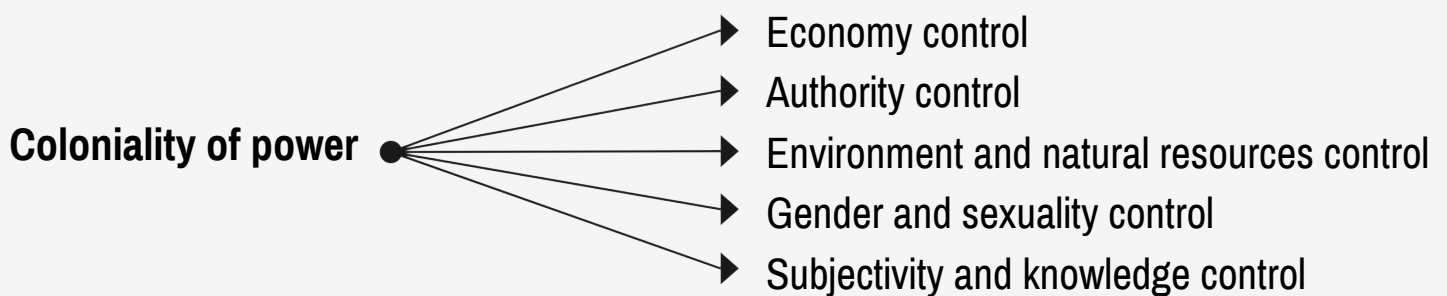 Coloniality of power
Economy control
Authority control
Environment and natural resources control
Gender and sexuality control
Subjectivity and knowledge control